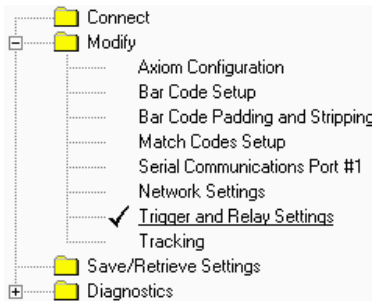 Connect
Modify
Axiom Configuration
Bar Code Setup
Bar Code Padding and Stripping
Match Codes Setup
Serial Communications Port #1
Network Settings
Trigger and Relay Settings
Tracking
Save/Retrieve Settings
Diagnostics